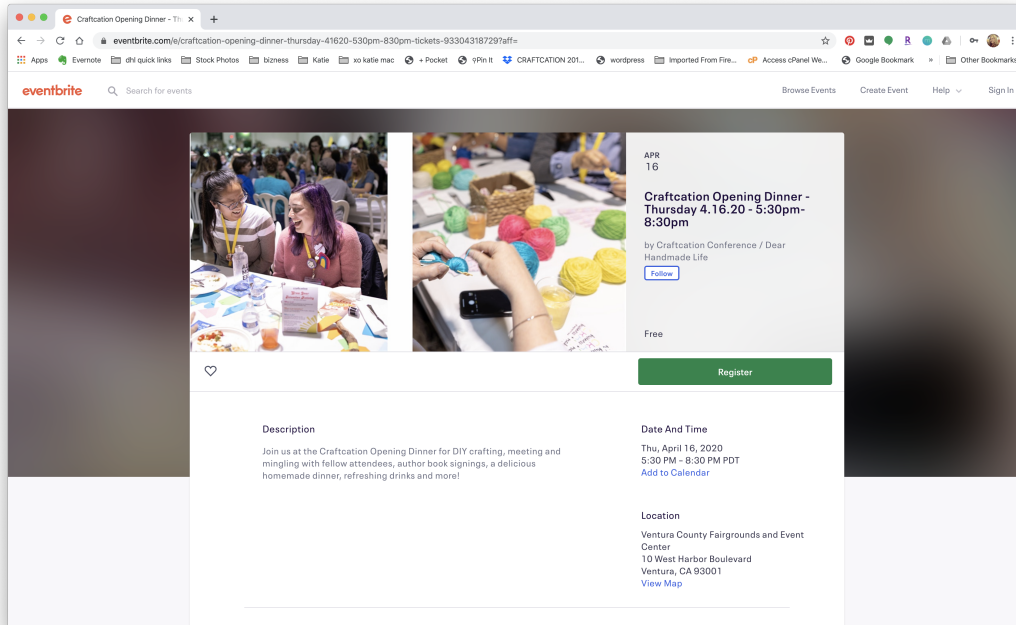 Craftcation Opening Dinner - Th
eventbrite.com/e/craftcation-opening-dinner-thursday-41620-530pm-830pm-tickets-93304318729?aff=
Apps Evernote dhl quick links Stock Photos bizness Katie xo katie mac + Pocket Pin It CRAFTCATION 201... wordpress Imported From Fire... cP Access cPanel We... Google Bookmark » Other Bookmarks
eventbrite Search for events Browse Events Create Event Help Sign In
APR
16
Craftcation Opening Dinner -
Thursday 4.16.20 - 5:30pm-
8:30pm
by Craftcation Conference / Dear
Handmade Life
Follow
Free
Register
Description
Join us at the Craftcation Opening Dinner for DIY crafting, meeting and
mingling with fellow attendees, author book signings, a delicious
homemade dinner, refreshing drinks and more!
Date And Time
Thu, April 16, 2020
5:30 PM – 8:30 PM PDT
Add to Calendar
Location
Ventura County Fairgrounds and Event
Center
10 West Harbor Boulevard
Ventura, CA 93001
View Map